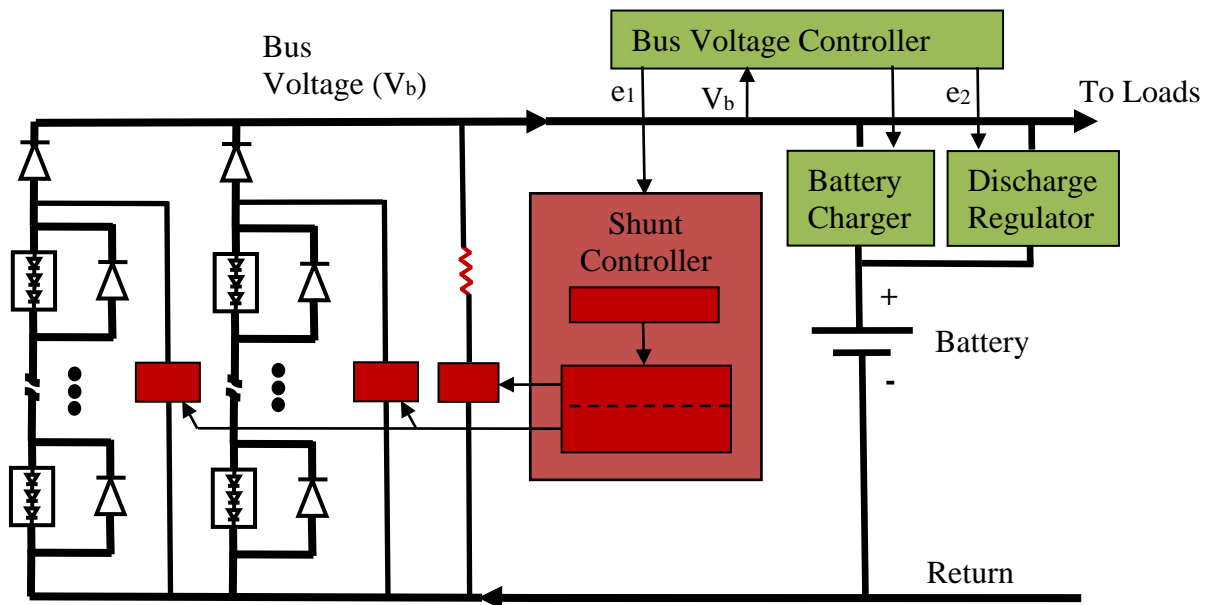 Bus
Voltage (Vb)
Bus Voltage Controller
e1
Vb
e2
To Loads
Battery
Charger
Discharge
Regulator
Shunt
Controller
+
Battery
-
Return